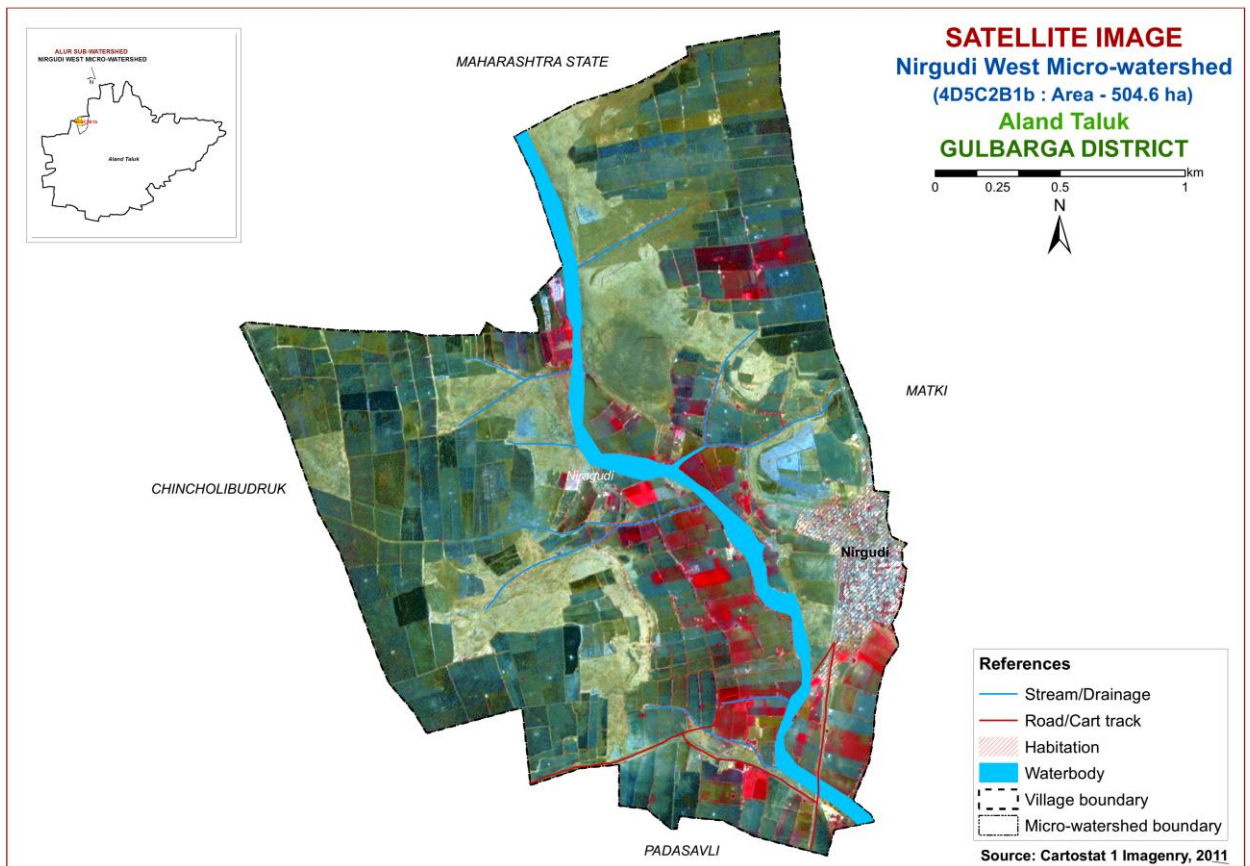 ALUR SUB-WATERSHED
NIRGUDI WEST MICRO-WATERSHED
N
Aland Taluk
SATELLITE IMAGE
Nirgudi West Micro-watershed
(4D5C2B1b : Area - 504.6 ha)
Aland Taluk
GULBARGA DISTRICT
km
0 0.25 0.5 1
N
MAHARASHTRA STATE
MATKI
CHINCHOLIBUDRUK
Niragudi
Nirgudi
PADASAVLI
References
Stream/Drainage
Road/Cart track
Habitation
Waterbody
Village boundary
Micro-watershed boundary
Source: Cartostat 1 Imagenry, 2011